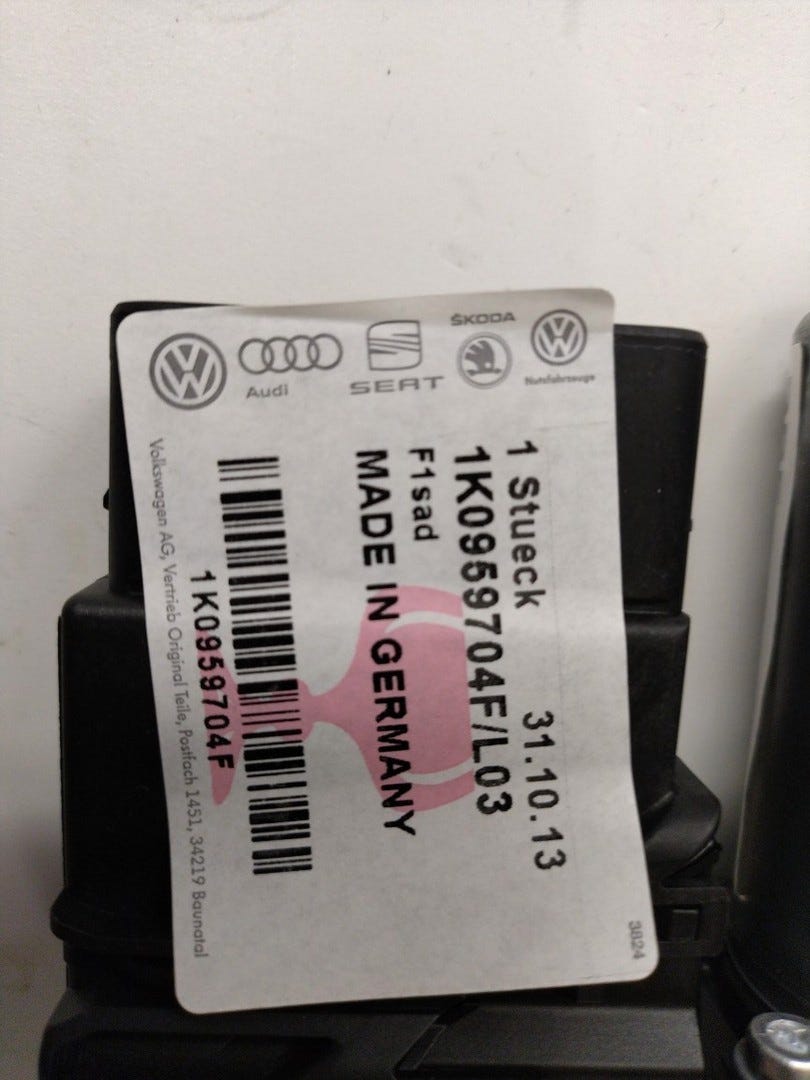 Audi
SEAT
ŠKODA
Nutzfahrzeuge
1 Stueck 31.10.13
1K0959704F/L03
F1sad
MADE IN GERMANY
1K0959704F
Volkswagen AG, Vertrieb Original Teile, Postfach 1451, 34219 Baunatal
3824